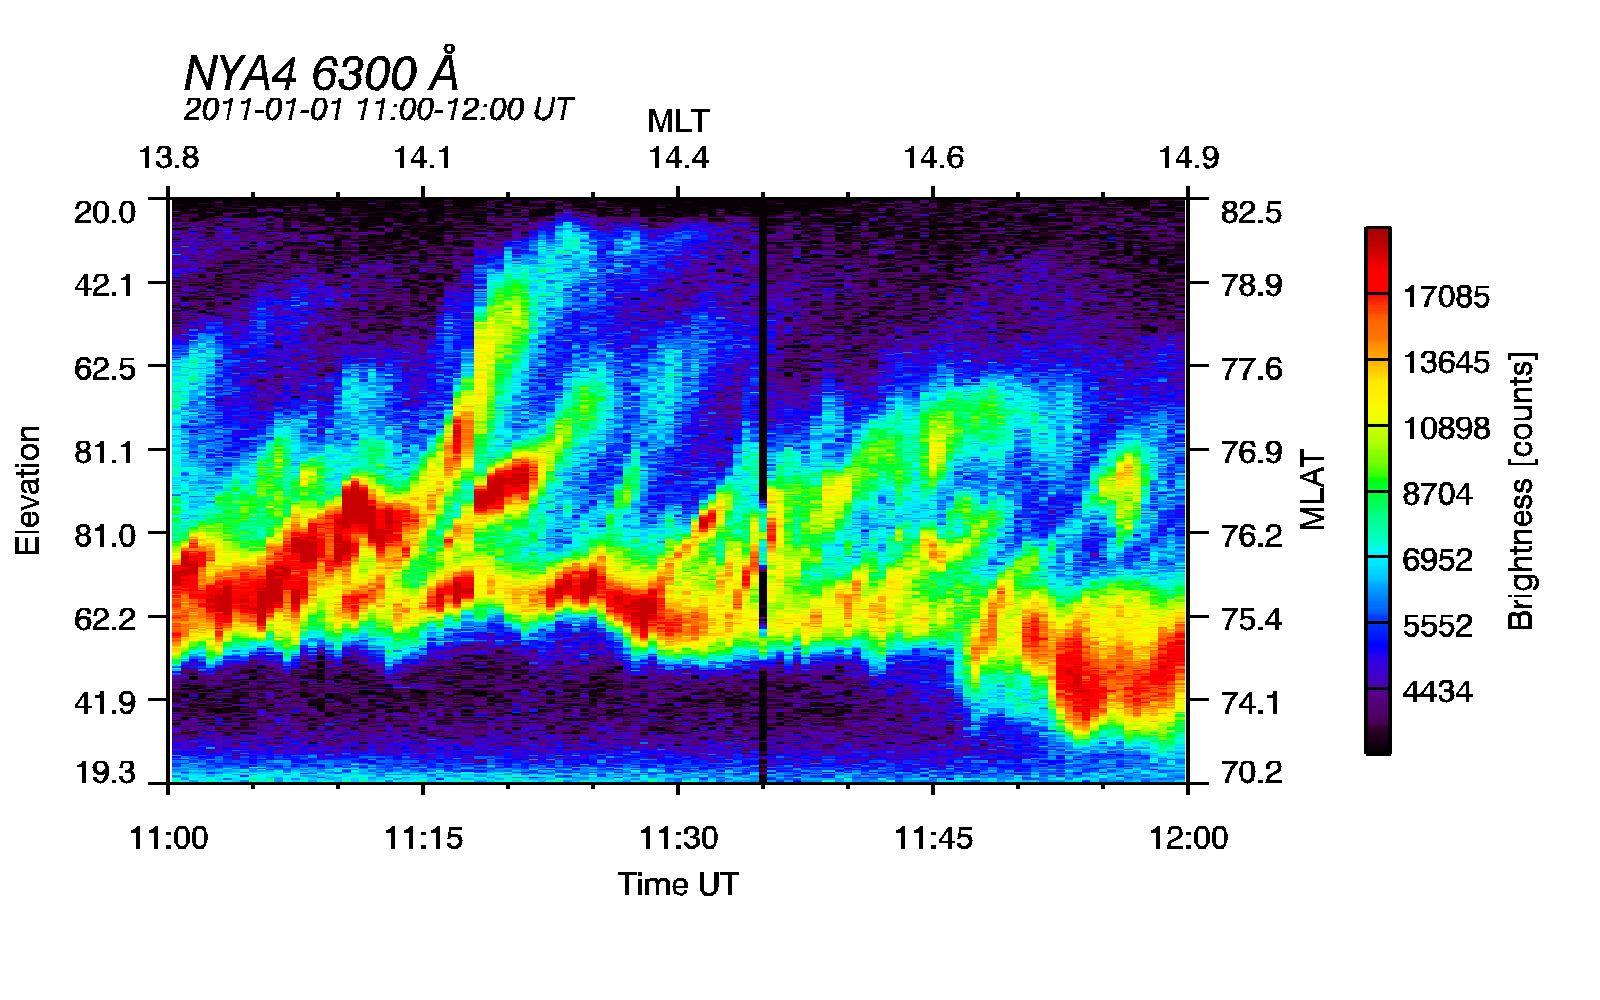 NYA4 6300 Å
2011-01-01 11:00-12:00 UT
MLT
13.8 14.1 14.4 14.6 14.9
20.0
42.1
62.5
81.1
81.0
62.2
41.9
19.3
Elevation
82.5
78.9
77.6
76.9
76.2
75.4
74.1
70.2
MLAT
17085
13645
10898
8704
6952
5552
4434
Brightness [counts]
11:00 11:15 11:30 11:45 12:00
Time UT